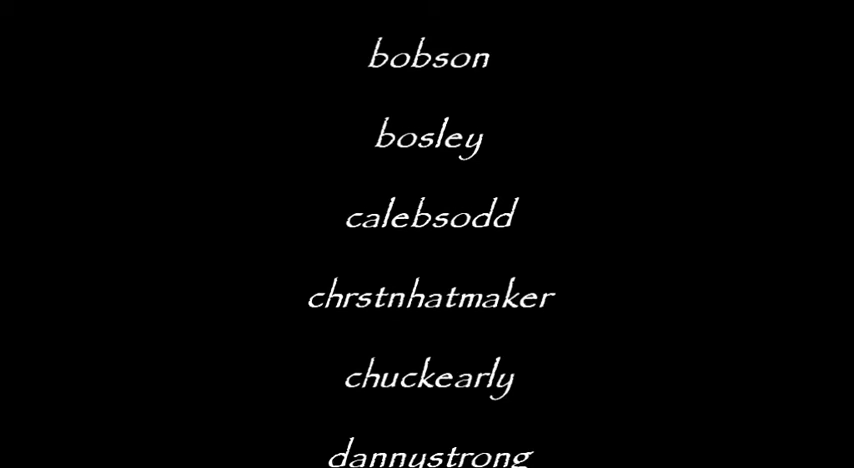 bobson
bosley
calebsodd
chrstnhatmaker
chuckearly
dannystrong